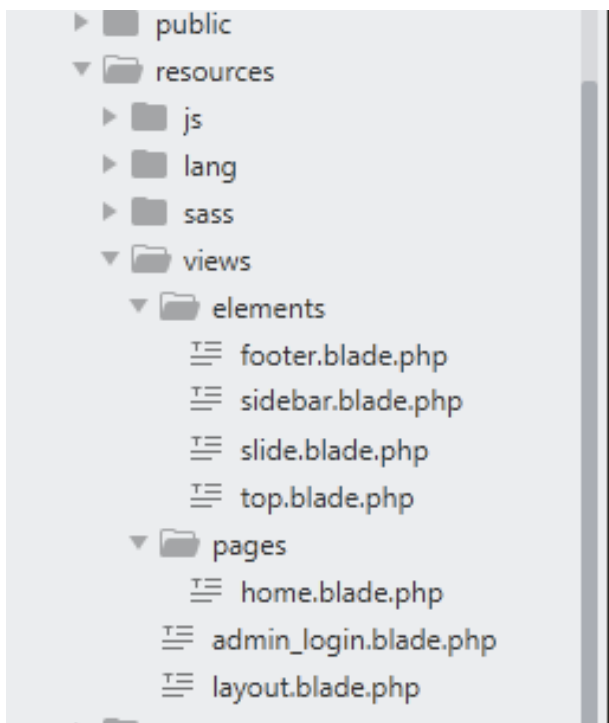 public
resources
js
lang
sass
views
elements
footer.blade.php
sidebar.blade.php
slide.blade.php
top.blade.php
pages
home.blade.php
admin_login.blade.php
layout.blade.php